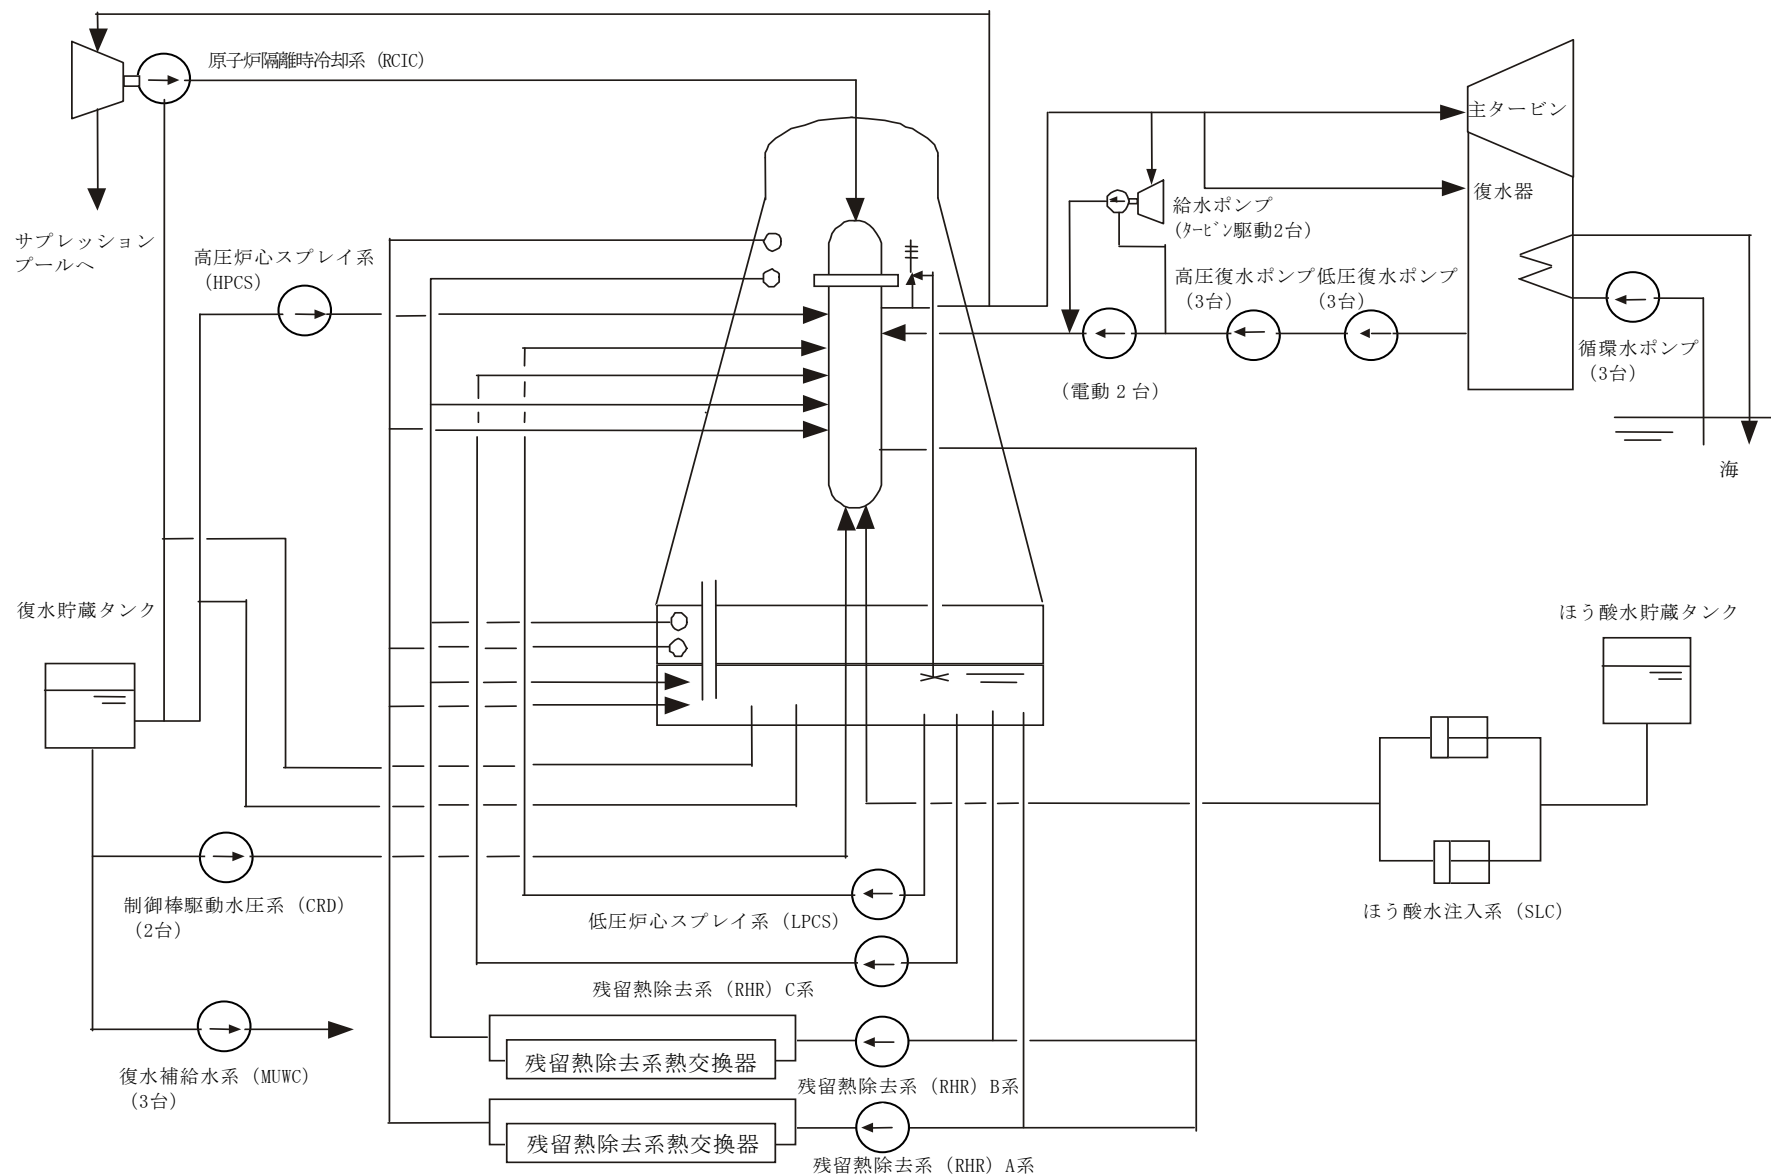 原子炉隔離時冷却系（RCIC）
主タービン
復水器
給水ポンプ
（ﾀｰﾋﾞﾝ駆動2台）
サプレッション
プールへ
高圧炉心スプレイ系
（HPCS）
高圧復水ポンプ
（3台）
低圧復水ポンプ
（3台）
循環水ポンプ
（3台）
（電動２台）
海
復水貯蔵タンク
ほう酸水貯蔵タンク
制御棒駆動水圧系（CRD）
（2台）
低圧炉心スプレイ系（LPCS）
ほう酸水注入系（SLC）
残留熱除去系（RHR）C系
残留熱除去系熱交換器
復水補給水系（MUWC）
（3台）
残留熱除去系（RHR）B系
残留熱除去系熱交換器
残留熱除去系（RHR）A系